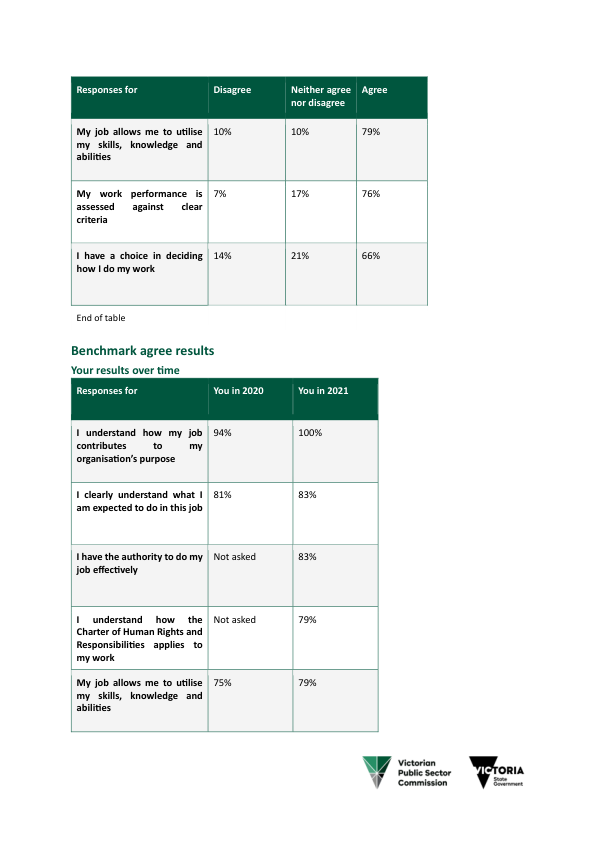 Responses for Disagree Neither agree Agree
nor disagree
My job allows me to utilise 10% 10% 79%
my skills, knowledge and
abilities
My work performance is 7% 17% 76%
assessed against clear
criteria
I have a choice in deciding 14% 21% 66%
how I do my work
End of table
Benchmark agree results
Your results over time
Responses for You in 2020 You in 2021
I understand how my job 94% 100%
contributes to my
organisation's purpose
I clearly understand what I 81% 83%
am expected to do in this job
I have the authority to do my Not asked 83%
job effectively
I understand how the Not asked 79%
Charter of Human Rights and
Responsibilities applies to
my work
My job allows me to utilise 75% 79%
my skills, knowledge and
abilities
Victorian
Public Sector
Commission
VICTORIA
State
Government